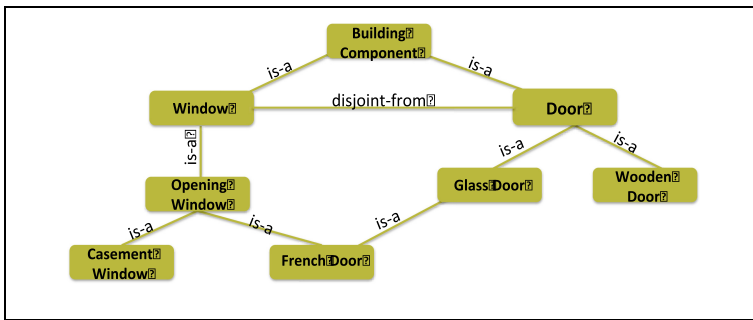 Building
Component
is-a
is-a
Window
disjoint-from
Door
is-a
is-a
is-a
Opening
Window
Glass Door
Wooden
Door
is-a
is-a
is-a
Casement
Window
French Door